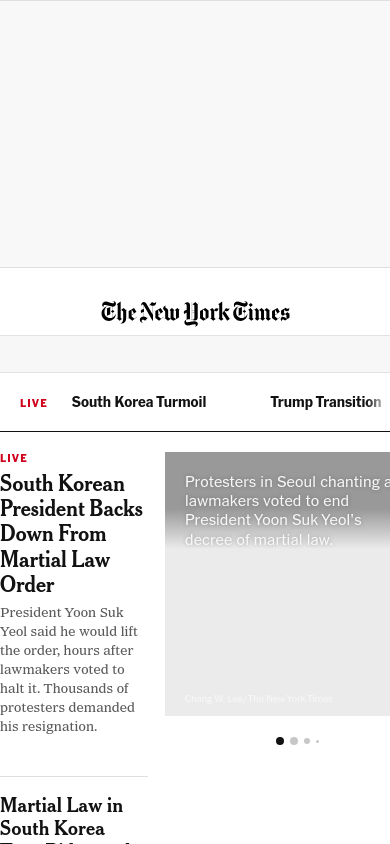 The New York Times
LIVE
South Korea Turmoil
Trump Transition
LIVE
South Korean
President Backs
Down From
Martial Law
Order
President Yoon Suk
Yeol said he would lift
the order, hours after
lawmakers voted to
halt it. Thousands of
protesters demanded
his resignation.
Protesters in Seoul chanting a
lawmakers voted to end
President Yoon Suk Yeol's
decree of martial law.
Chang W. Lee/The New York Times
Martial Law in
South Korea